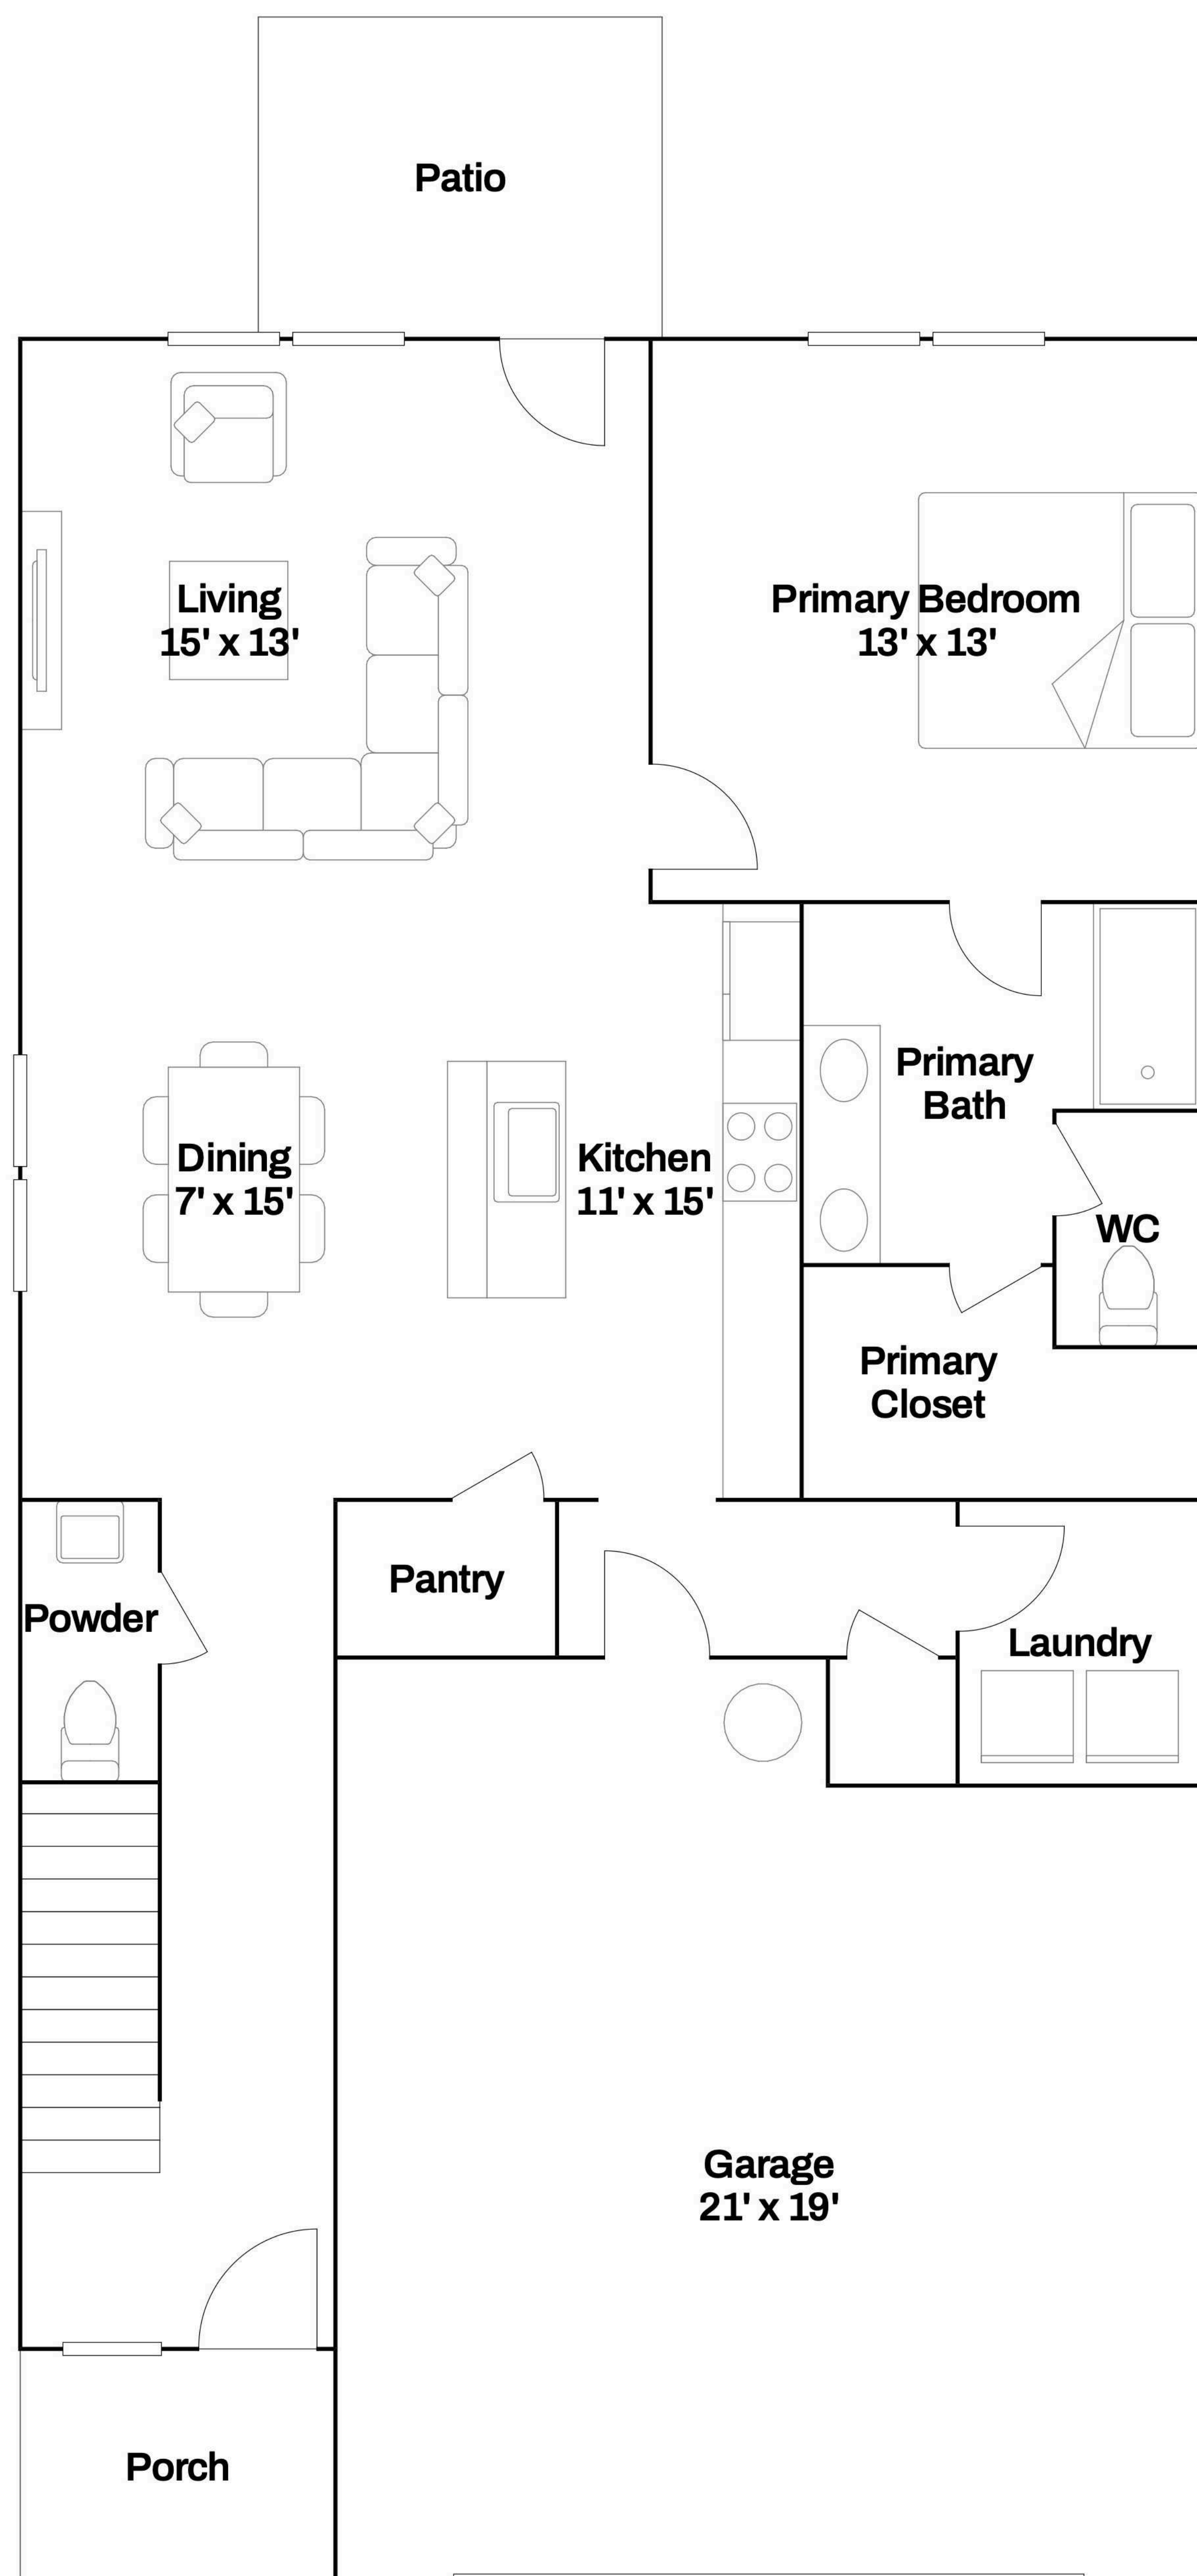 Patio
Living
15' x 13'
Primary Bedroom
13' x 13'
Primary
Bath
Dining
7' x 15'
Kitchen
11' x 15'
WC
Primary
Closet
Pantry
Powder
Laundry
Garage
21' x 19'
Porch